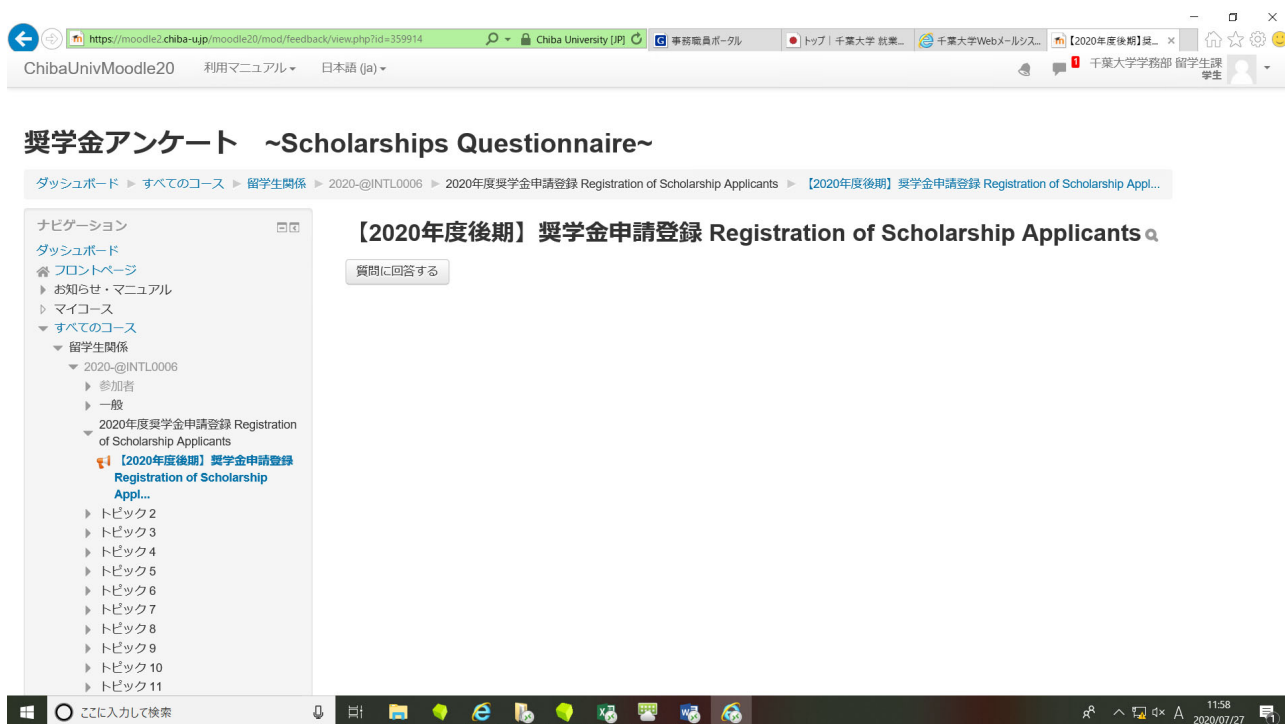 https://moodle2.chiba-u.jp/moodle20/mod/feedback/view.php?id=359914 Chiba University [JP] 事務職員ポータル トップ | 千葉大学 就業... 千葉大学Webメールシス... 【2020年度後期】奨...
ChibaUnivMoodle20 利用マニュアル 日本語 (ja) 1 千葉大学学務部 留学生課
学生
奨学金アンケート ~Scholarships Questionnaire~
ダッシュボード ▶ すべてのコース ▶ 留学生関係 ▶ 2020-@INTL0006 ▶ 2020年度奨学金申請登録 Registration of Scholarship Applicants ▶ 【2020年度後期】奨学金申請登録 Registration of Scholarship Appl...
ナビゲーション
ダッシュボード
フロントページ
お知らせ・マニュアル
マイコース
すべてのコース
留学生関係
2020-@INTL0006
参加者
一般
2020年度奨学金申請登録 Registration
of Scholarship Applicants
【2020年度後期】奨学金申請登録
Registration of Scholarship
Appl...
トピック 2
トピック 3
トピック 4
トピック 5
トピック 6
トピック 7
トピック 8
トピック 9
トピック 10
トピック 11
【2020年度後期】奨学金申請登録 Registration of Scholarship Applicants
質問に回答する
ここに入力して検索
A 11:58
2020/07/27